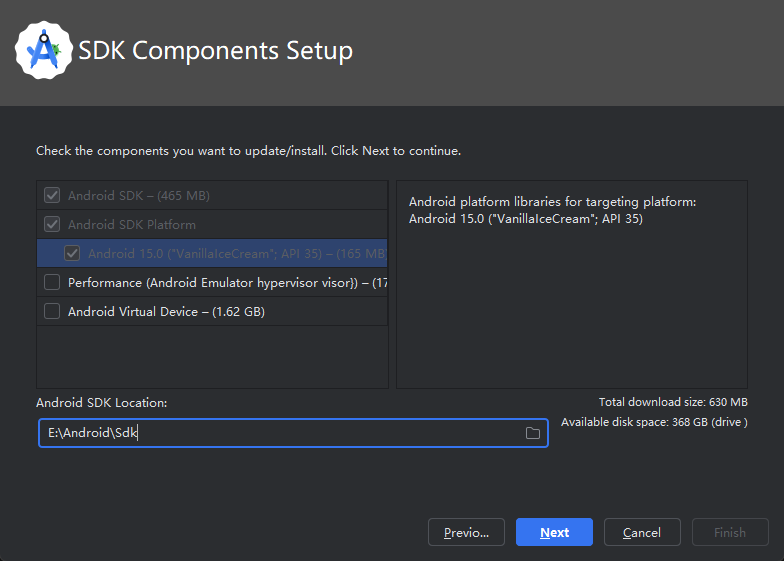 SDK Components Setup
Check the components you want to update/install. Click Next to continue.
Android SDK – (465 MB)
Android SDK Platform
Android 15.0 ("VanillaIceCream"; API 35) – (165 MB)
Performance (Android Emulator hypervisor visor}) – (17
Android Virtual Device – (1.62 GB)
Android platform libraries for targeting platform:
Android 15.0 ("VanillaIceCream"; API 35)
Android SDK Location:
E:\Android\Sdk
Total download size: 630 MB
Available disk space: 368 GB (drive )
Previo...
Next
Cancel
Finish